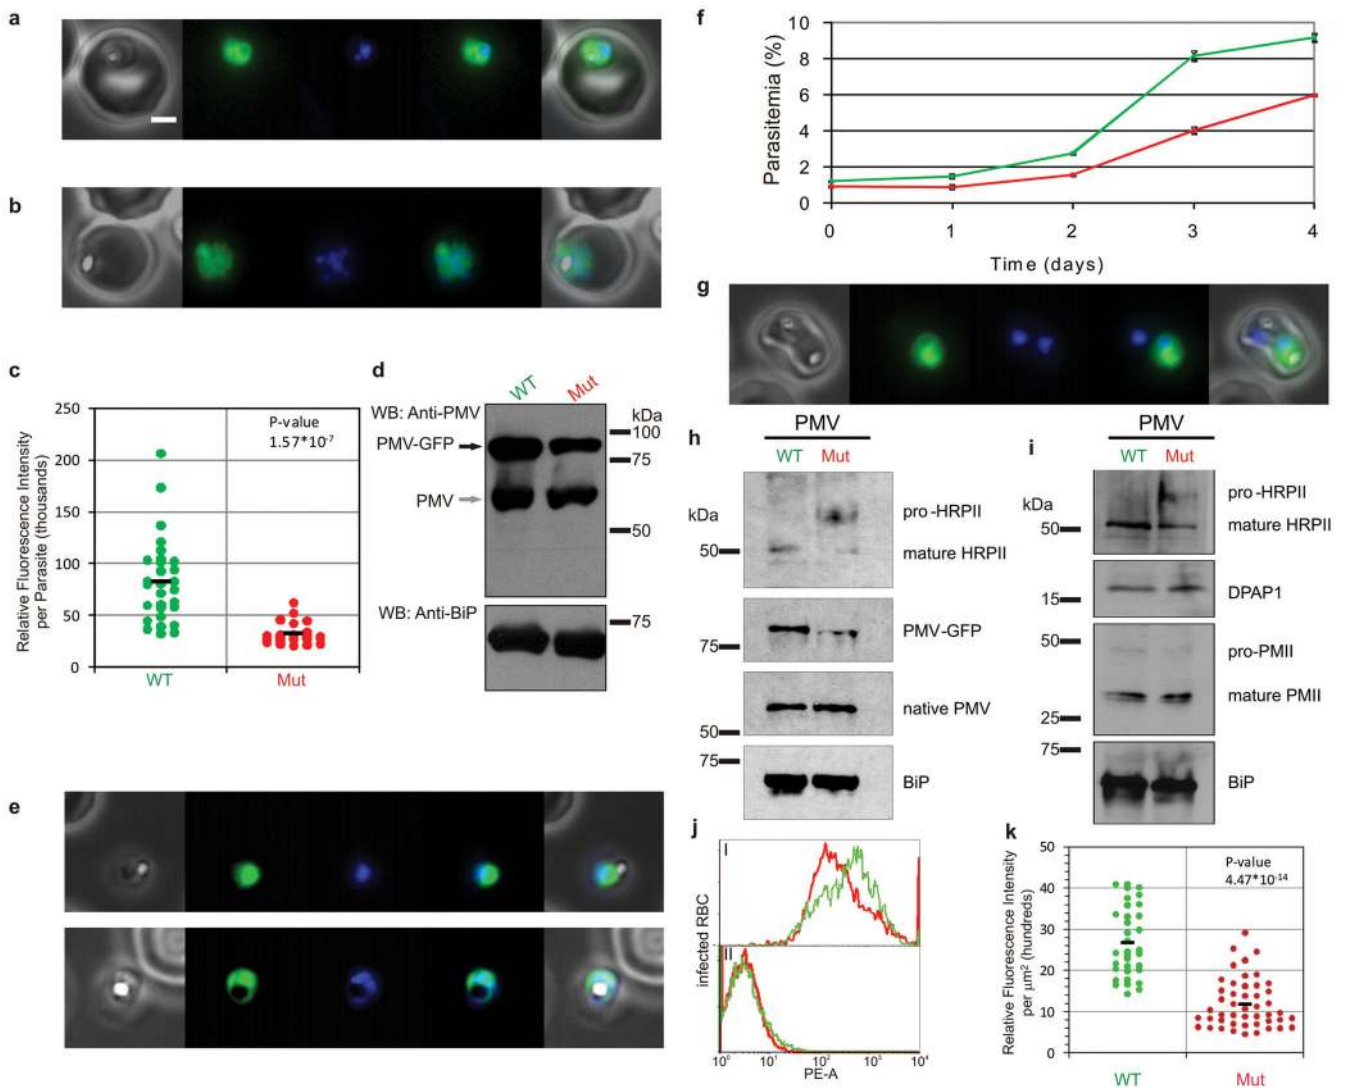 a
b
c
250
200
150
100
50
0
Relative Fluorescence Intensity
per Parasite (thousands)
P-value
1.57*10-7
WT
Mut
d
WT
Mut
WB: Anti-PMV
kDa
PMV-GFP
100
75
PMV
50
WB: Anti-BiP
75
e
f
10
8
6
4
2
0
Parasitemia (%)
0 1 2 3 4
Time (days)
g
h
PMV
WT Mut
kDa
pro-HRPII
50
mature HRPII
PMV-GFP
75
native PMV
50
75
BiP
i
PMV
WT Mut
kDa
pro-HRPII
50
mature HRPII
DPAP1
15
50
pro-PMII
mature PMII
25
75
BiP
j
I
II
infected RBC
10⁰ 10¹ 10² 10³ 10⁴
PE-A
k
50
40
30
20
10
0
Relative Fluorescence Intensity
per µm² (hundreds)
P-value
4.47*10-14
WT
Mut